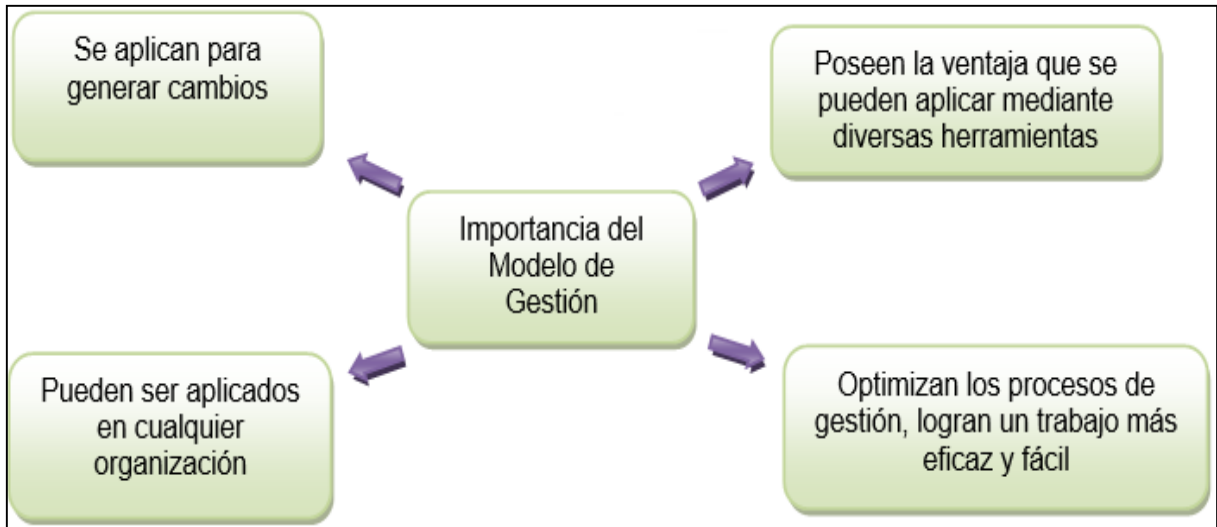 Se aplican para
generar cambios
Poseen la ventaja que se
pueden aplicar mediante
diversas herramientas
Importancia del
Modelo de
Gestión
Pueden ser aplicados
en cualquier
organización
Optimizan los procesos de
gestión, logran un trabajo más
eficaz y fácil